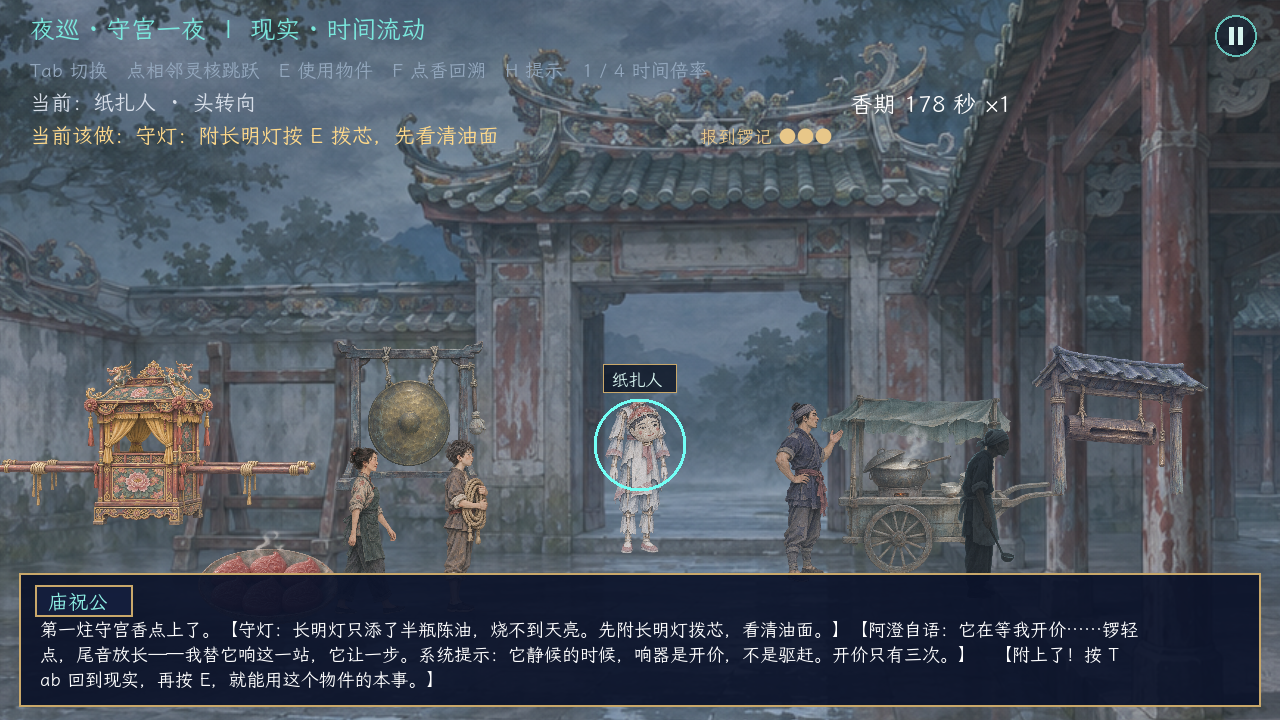 夜巡·守宫一夜 | 现实·时间流动
Tab 切换 点相邻灵核跳跃 E 使用物件 F 点香回溯 H 提示 1 / 4 时间倍率
当前：纸扎人 · 头转向
香期 178 秒 ×1
当前该做：守灯：附长明灯按 E 拨芯，先看清油面
报到锣记
纸扎人
庙祝公
第一炷守宫香点上了。【守灯：长明灯只添了半瓶陈油，烧不到天亮。先附长明灯拨芯，看清油面。】【阿澄自语：它在等我开价……锣轻
点，尾音放长——我替它响这一站，它让一步。系统提示：它静候的时候，响器是开价，不是驱赶。开价只有三次。】 【附上了！按 T
ab 回到现实，再按 E，就能用这个物件的本事。】